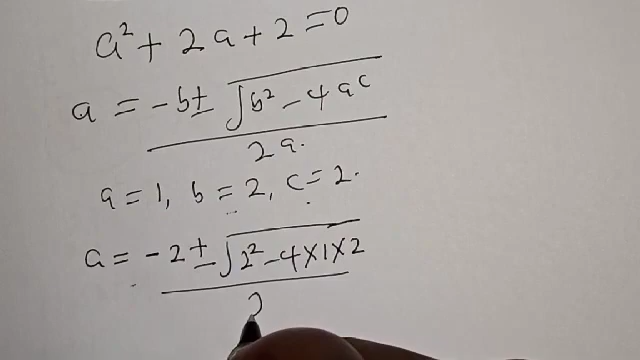 a² + 2a + 2 = 0
a = -b ± √b² - 4ac
2a.
a = 1, b = 2, c = 2.
a = -2 ± √2² - 4×1×2
2